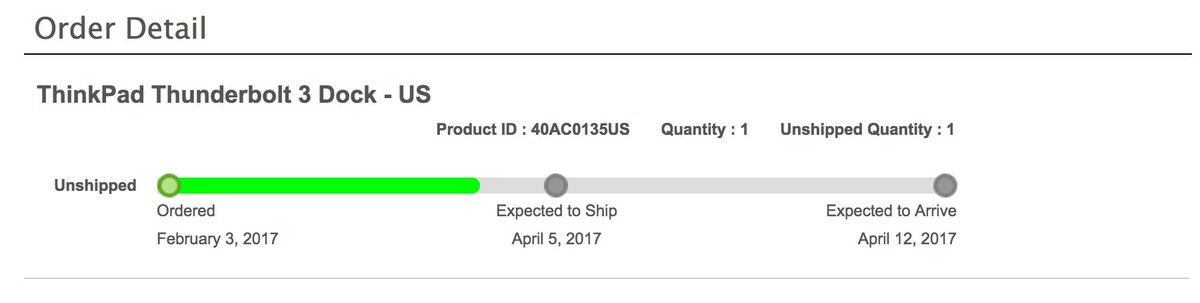 Order Detail
ThinkPad Thunderbolt 3 Dock - US
Product ID : 40AC0135US Quantity : 1 Unshipped Quantity : 1
Unshipped
Ordered Expected to Ship Expected to Arrive
February 3, 2017 April 5, 2017 April 12, 2017